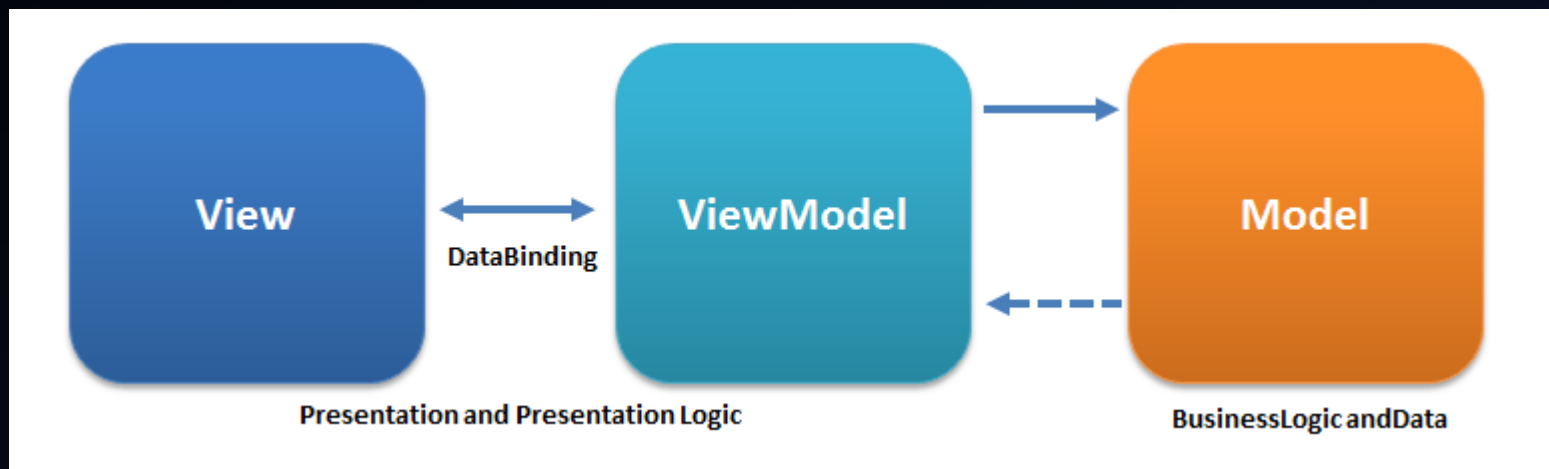 View
ViewModel
Model
DataBinding
Presentation and Presentation Logic
BusinessLogic andData